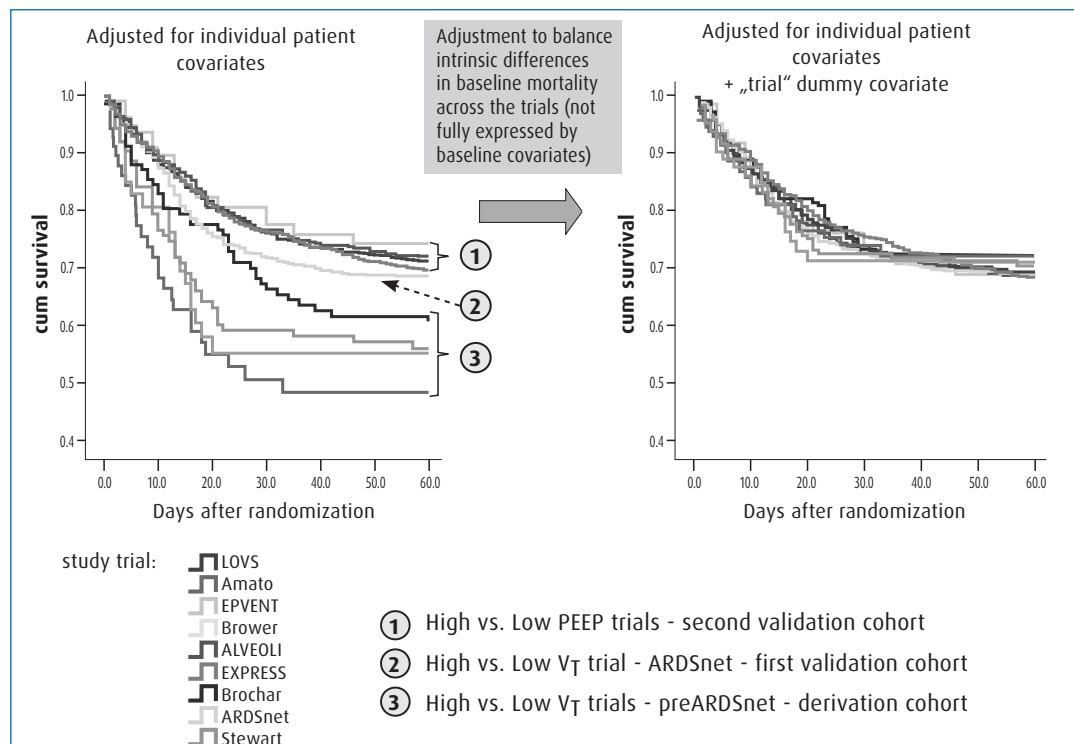 Adjusted for individual patient
covariates
Adjustment to balance
intrinsic differences
in baseline mortality
across the trials (not
fully expressed by
baseline covariates)
Adjusted for individual patient
covariates
+ „trial“ dummy covariate
1.0
0.9
0.8
0.7
0.6
0.5
0.4
cum survival
0.0 10.0 20.0 30.0 40.0 50.0 60.0
Days after randomization
1
2
3
1.0
0.9
0.8
0.7
0.6
0.5
0.4
cum survival
0.0 10.0 20.0 30.0 40.0 50.0 60.0
Days after randomization
study trial:
LOVS
Amato
EPVENT
Brower
ALVEOLI
EXPRESS
Brochar
ARDSnet
Stewart
1 High vs. Low PEEP trials - second validation cohort
2 High vs. Low VT trial - ARDSnet - first validation cohort
3 High vs. Low VT trials - preARDSnet - derivation cohort